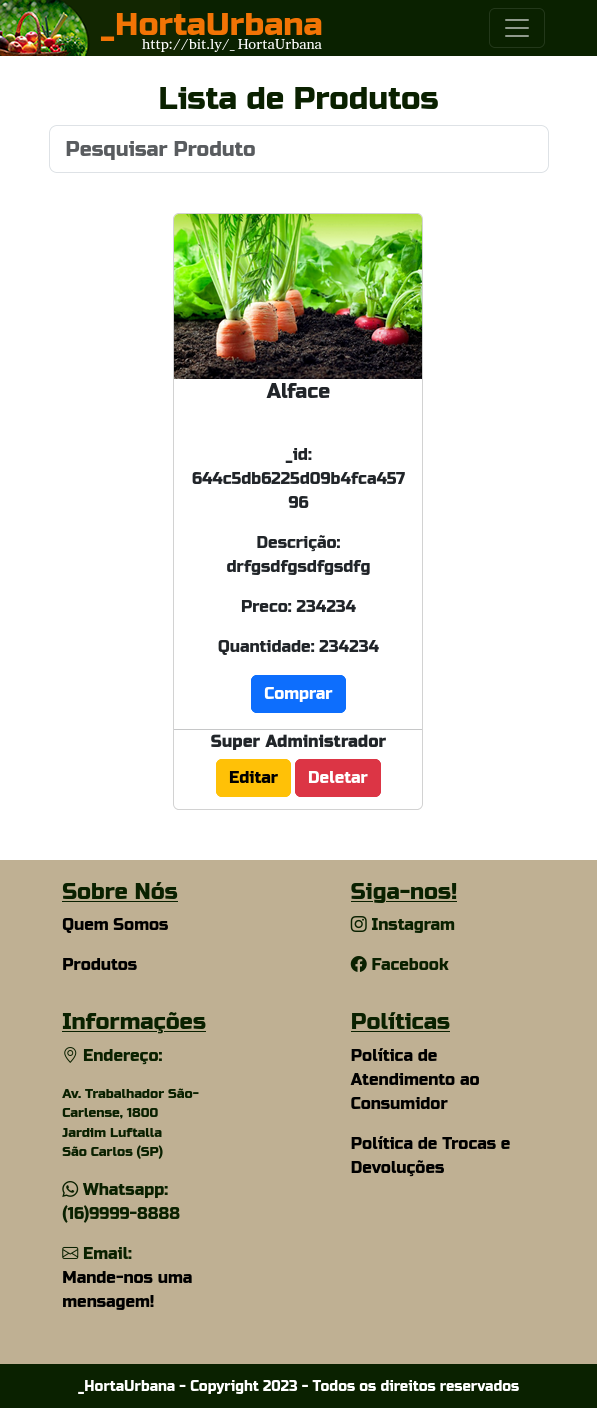 _HortaUrbana
http://bit.ly/_HortaUrbana
Lista de Produtos
Pesquisar Produto
Alface
_id:
644c5db6225d09b4fca457
96
Descrição:
drfgsdfgsdfgsdfg
Preco: 234234
Quantidade: 234234
Comprar
Super Administrador
Editar Deletar
Sobre Nós
Quem Somos
Produtos
Siga-nos!
Instagram
Facebook
Informações
Endereço:
Av. Trabalhador São-
Carlense, 1800
Jardim Luftalla
São Carlos (SP)
Whatsapp:
(16)9999-8888
Email:
Mande-nos uma
mensagem!
Políticas
Política de
Atendimento ao
Consumidor
Política de Trocas e
Devoluções
_HortaUrbana - Copyright 2023 - Todos os direitos reservados